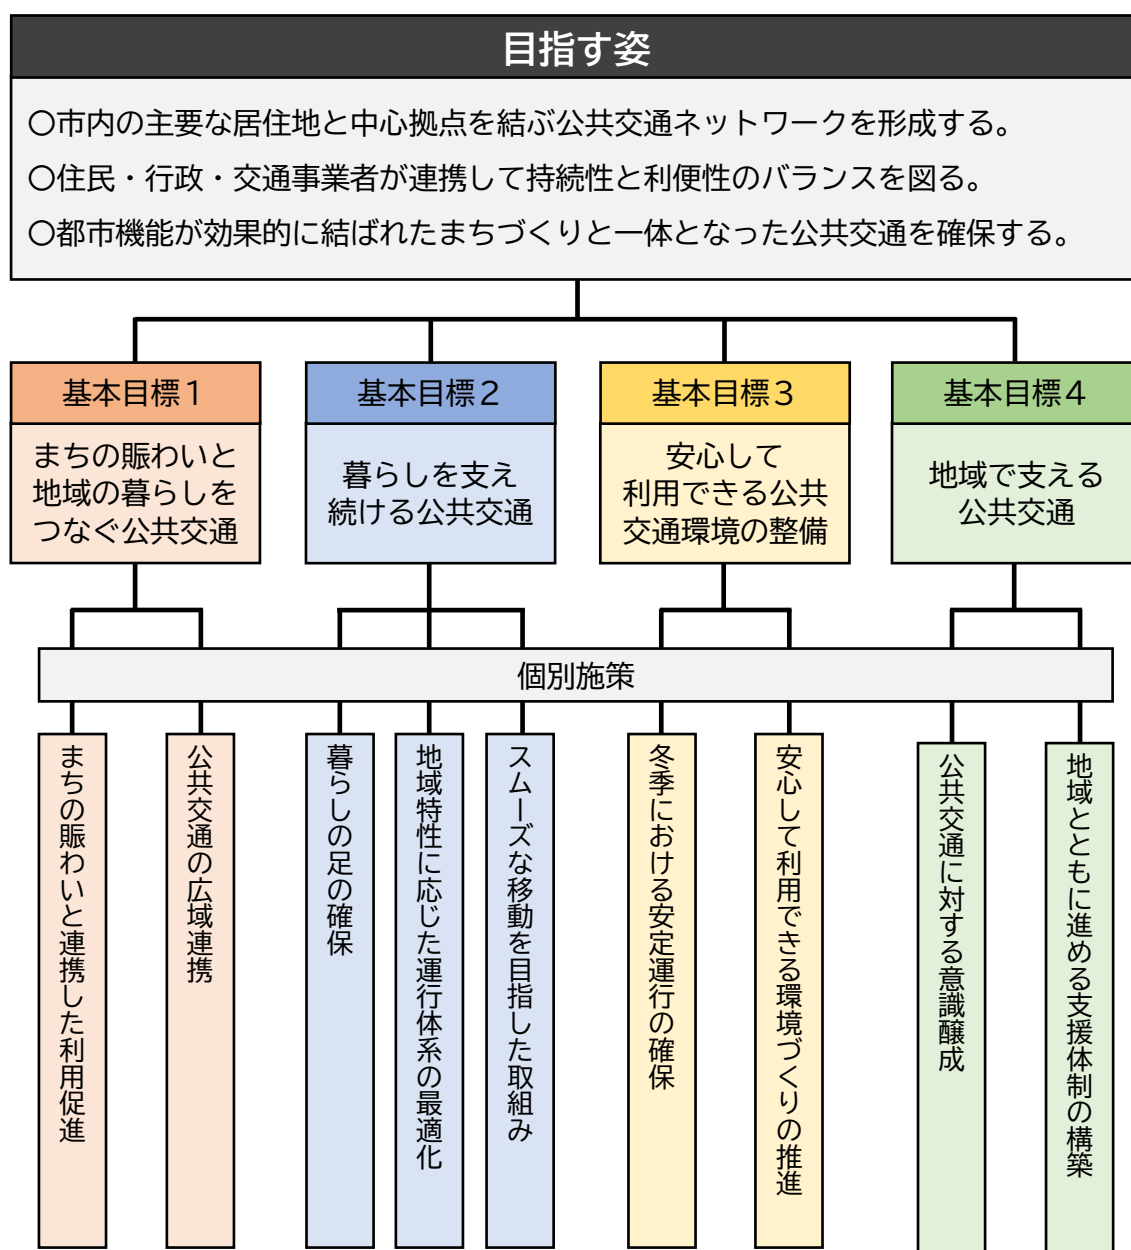 目指す姿
〇市内の主要な居住地と中心拠点を結ぶ公共交通ネットワークを形成する。
〇住民・行政・交通事業者が連携して持続性と利便性のバランスを図る。
〇都市機能が効果的に結ばれたまちづくりと一体となった公共交通を確保する。
基本目標１
まちの賑わいと
地域の暮らしを
つなぐ公共交通
基本目標２
暮らしを支え
続ける公共交通
基本目標３
安心して
利用できる公共
交通環境の整備
基本目標４
地域で支える
公共交通
個別施策
まちの賑わいと連携した利用促進
公共交通の広域連携
暮らしの足の確保
地域特性に応じた運行体系の最適化
スムーズな移動を目指した取組み
冬季における安定運行の確保
安心して利用できる環境づくりの推進
公共交通に対する意識醸成
地域とともに進める支援体制の構築